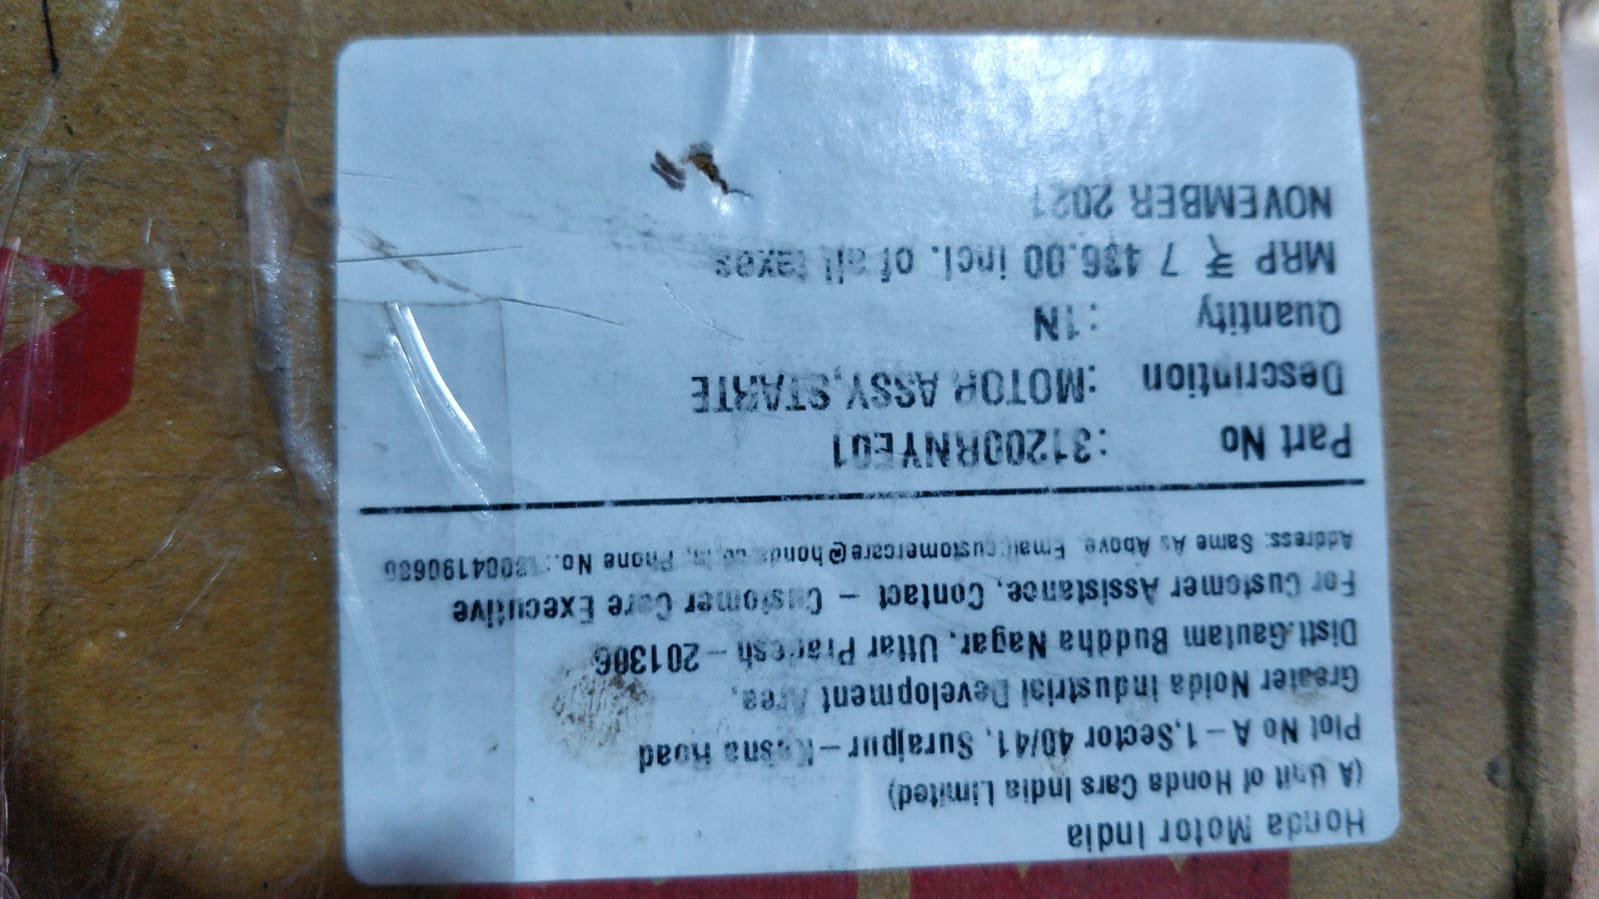 Honda Motor India
(A Unit of Honda Cars India Limited)
Plot No A - 1,Sector 40/41, Surajpur - Kasna Road
Greater Noida Industrial Development Area,
Distt.Gautam Buddha Nagar, Uttar Pradesh - 201306
For Customer Assistance, Contact - Customer Care Executive
Address: Same As Above, Email:customercare@honda.co.in, Phone No.:
Part No :31200RNYE01
Description :MOTOR ASSY,STARTE
Quantity :1N
MRP ₹ 7 436.00 incl. of all taxes
NOVEMBER 2021